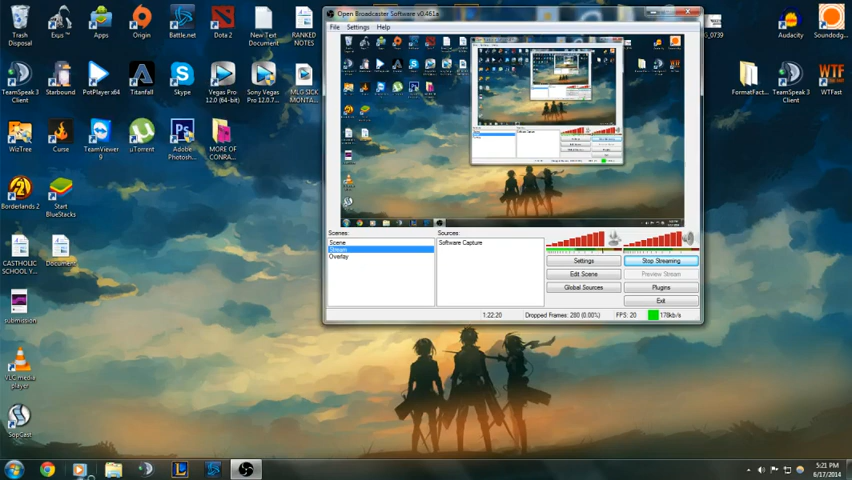 Open Broadcaster Software v0.461a
File Settings Help
Trash Disposal
Apps
Origin
Battle.net
Dota 2
New Text Document
RANKED NOTES
Audacity
TeamSpeak 3 Client
Starbound
PotPlayer x64
Titanfall
Skype
Vegas Pro 12.0 (64-bit)
Sony Vegas Pro 12.0.7...
MLG SICK MONTA...
FormatFact...
TeamSpeak 3 Client
WTFast
WizTree
Curse
TeamViewer 9
uTorrent
Adobe Photosh...
MORE OF CONRA...
Borderlands 2
Start BlueStacks
Scenes:
Sources:
Scene
Stream
Overlay
Software Capture
Settings
Stop Streaming
Edit Scene
Preview Stream
Global Sources
Plugins
Exit
1:22:20
Dropped Frames: 280 (0.00%)
FPS: 20
178kb/s
CASTHOLIC SCHOOL Y...
Document
submission
VLC media player
SopCast
5:21 PM
6/17/2014